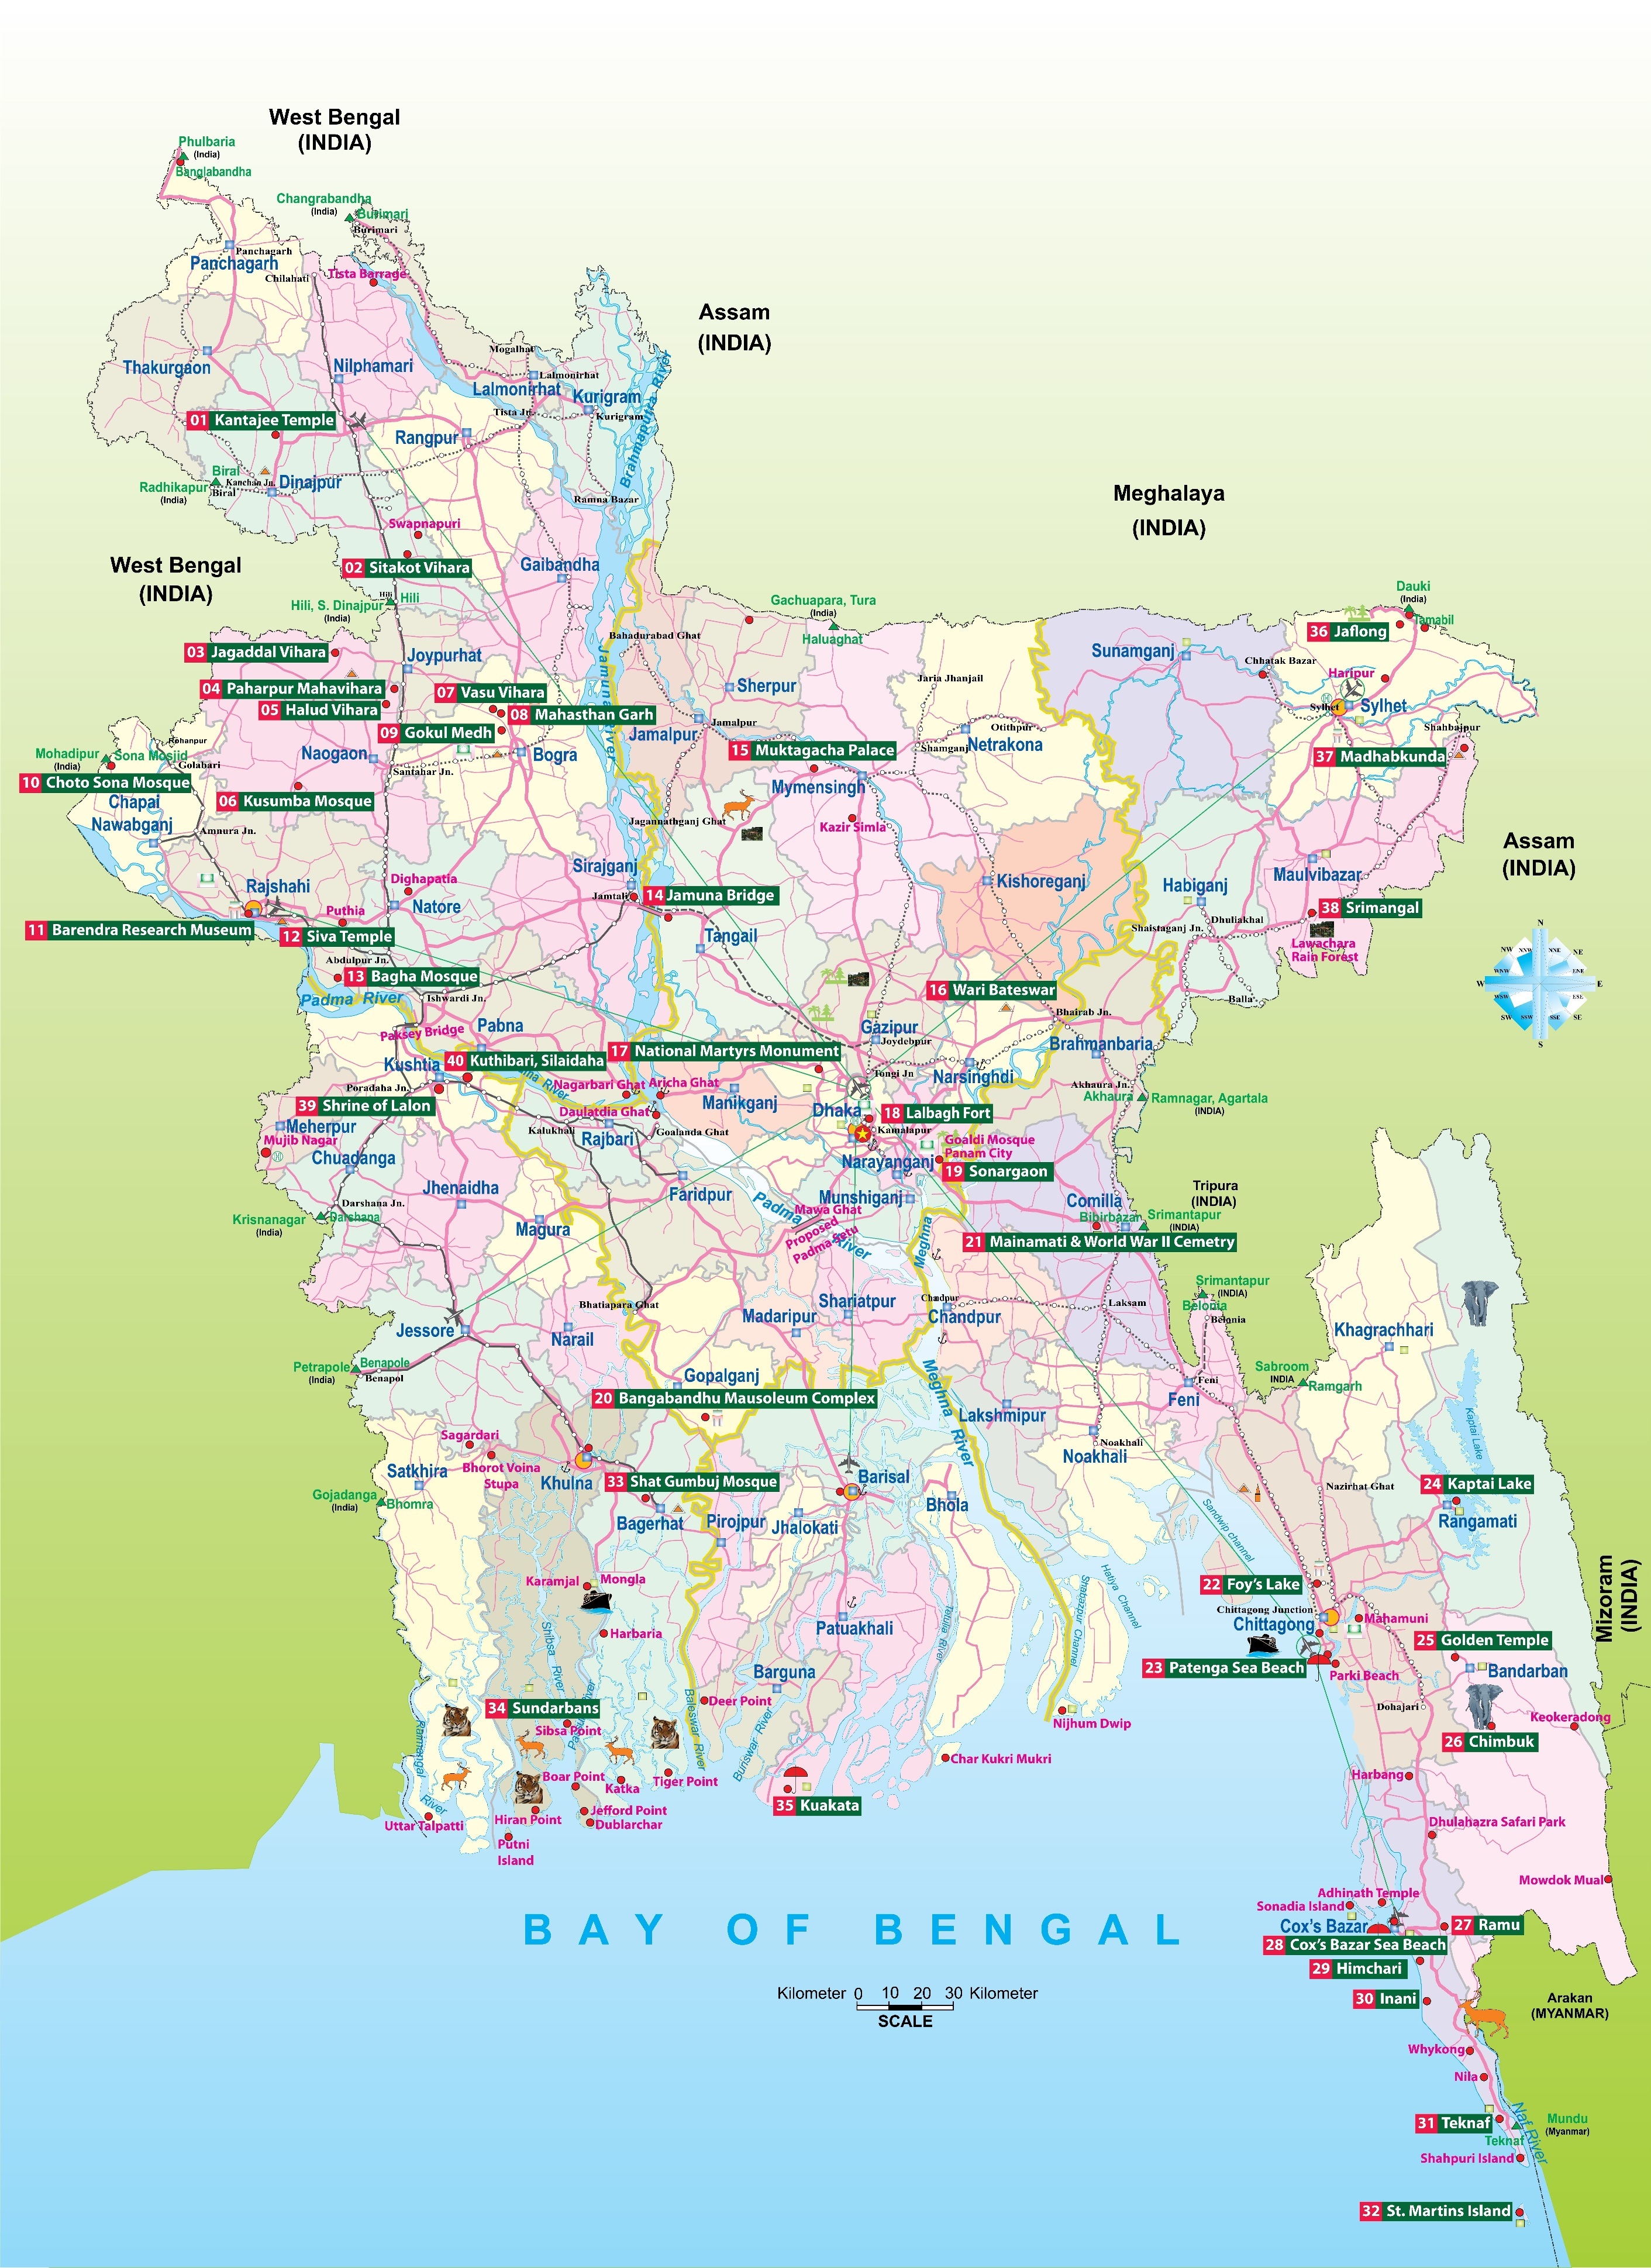 West Bengal
(INDIA)
Phulbaria
(India)
Banglabandha
Changrabandha
(India)
Burimari
Burimari
Panchagarh
Panchagarh
Chilahati
Tista Barrage
Assam
(INDIA)
Mogalhat
Thakurgaon
Nilphamari
Lalmonirhat
Lalmonirhat
Kurigram
Tista Jn.
Kurigram
Brahmaputra River
01 Kantajee Temple
Rangpur
Biral
Radhikapur
(India)
Kanchan Jn.
Biral
Dinajpur
Ramna Bazar
Meghalaya
(INDIA)
Swapnapuri
West Bengal
(INDIA)
02 Sitakot Vihara
Gaibandha
Hili, S. Dinajpur
(India)
Hili
Hili
Gachuapara, Tura
(India)
Haluaghat
Dauki
(India)
Tamabil
36 Jaflong
Bahadurabad Ghat
Jamuna River
03 Jagaddal Vihara
Joypurhat
Sunamganj
Chhatak Bazar
Haripur
04 Paharpur Mahavihara
05 Halud Vihara
07 Vasu Vihara
08 Mahasthan Garh
09 Gokul Medh
Sherpur
Jaria Jhanjail
Sylhet
Sylhet
Shahbajpur
Jamalpur
Jamalpur
Otithpur
Shamganj
Netrakona
Rohanpur
Mohadipur
(India)
Sona Mosjid
Golabari
Naogaon
Santahar Jn.
Bogra
15 Muktagacha Palace
37 Madhabkunda
10 Choto Sona Mosque
Chapai
Nawabganj
06 Kusumba Mosque
Mymensingh
Amnura Jn.
Jagannathganj Ghat
Kazir Simla
Assam
(INDIA)
Sirajganj
Rajshahi
Dighapatia
Natore
Jamtali
14 Jamuna Bridge
Kishoreganj
Habiganj
Maulvibazar
Puthia
38 Srimangal
11 Barendra Research Museum
12 Siva Temple
Tangail
Dhuliakhal
Shaistaganj Jn.
Lawachara
Rain Forest
Abdulpur Jn.
13 Bagha Mosque
N
NNE
NE
ENE
E
ESE
SE
SSE
S
SSW
SW
WSW
W
WNW
NW
NNW
Padma River
Ishwardi Jn.
16 Wari Bateswar
Balla
Bhairab Jn.
Paksey Bridge
Pabna
Gazipur
Joydebpur
Brahmanbaria
Kushtia
40 Kuthibari, Silaidaha
17 National Martyrs Monument
Tongi Jn
Narsinghdi
Poradaha Jn.
Nagarbari Ghat
Aricha Ghat
Akhaura Jn.
Akhaura
Ramnagar, Agartala
(INDIA)
39 Shrine of Lalon
Daulatdia Ghat
Manikganj
Dhaka
18 Lalbagh Fort
Meherpur
Mujib Nagar
Kalukhali
Rajbari
Goalanda Ghat
Kamalapur
Goaldi Mosque
Panam City
Chuadanga
Narayanganj
19 Sonargaon
Jhenaidha
Faridpur
Padma
River
Munshiganj
Mawa Ghat
Proposed
Padma Setu
Comilla
Tripura
(INDIA)
Darshana Jn.
Krisnanagar
(India)
Darshana
Magura
Meghna
Bibirbazar
Srimantapur
(INDIA)
21 Mainamati & World War II Cemetry
Srimantapur
(INDIA)
Belonia
Belonia
Bhatiapara Ghat
Jessore
Narail
Madaripur
Shariatpur
Chandpur
Chandpur
Laksam
Khagrachhari
Petrapole
(India)
Benapole
Benapol
Gopalganj
Meghna River
Feni
Feni
Sabroom
INDIA
Ramgarh
20 Bangabandhu Mausoleum Complex
Lakshmipur
Kaptai Lake
Sagardari
Bhorot Voina
Stupa
Noakhali
Noakhali
Satkhira
Khulna
33 Shat Gumbuj Mosque
Barisal
Nazirhat Ghat
24 Kaptai Lake
Gojadanga
(India)
Bhomra
Bagerhat
Pirojpur
Jhalokati
Bhola
Sandwip channel
Rangamati
Karamjal
Mongla
Hatiya Channel
Shabazpur Channel
22 Foy's Lake
Mizoram
(INDIA)
Harbaria
Shibsa River
Patuakhali
Tetulia River
Chittagong Junction
Chittagong
Mahamuni
25 Golden Temple
Barguna
23 Patenga Sea Beach
Parki Beach
Bandarban
34 Sundarbans
Sibsa Point
Baleswar River
Deer Point
Bunswar River
Nijhum Dwip
Dohajari
Keokeradong
26 Chimbuk
Raimangal
River
Char Kukri Mukri
Boar Point
Katka
Tiger Point
Harbang
35 Kuakata
Uttar Talpatti
Hiran Point
Jefford Point
Dublarchar
Putni
Island
Dhulahazra Safari Park
Mowdok Mual
BAY OF BENGAL
Adhinath Temple
Sonadia Island
Cox's Bazar
27 Ramu
28 Cox's Bazar Sea Beach
29 Himchari
Kilometer 0 10 20 30 Kilometer
SCALE
30 Inani
Arakan
(MYANMAR)
Whykong
Nila
31 Teknaf
Naf River
Mundu
(Myanmar)
Teknaf
Shahpuri Island
32 St. Martins Island